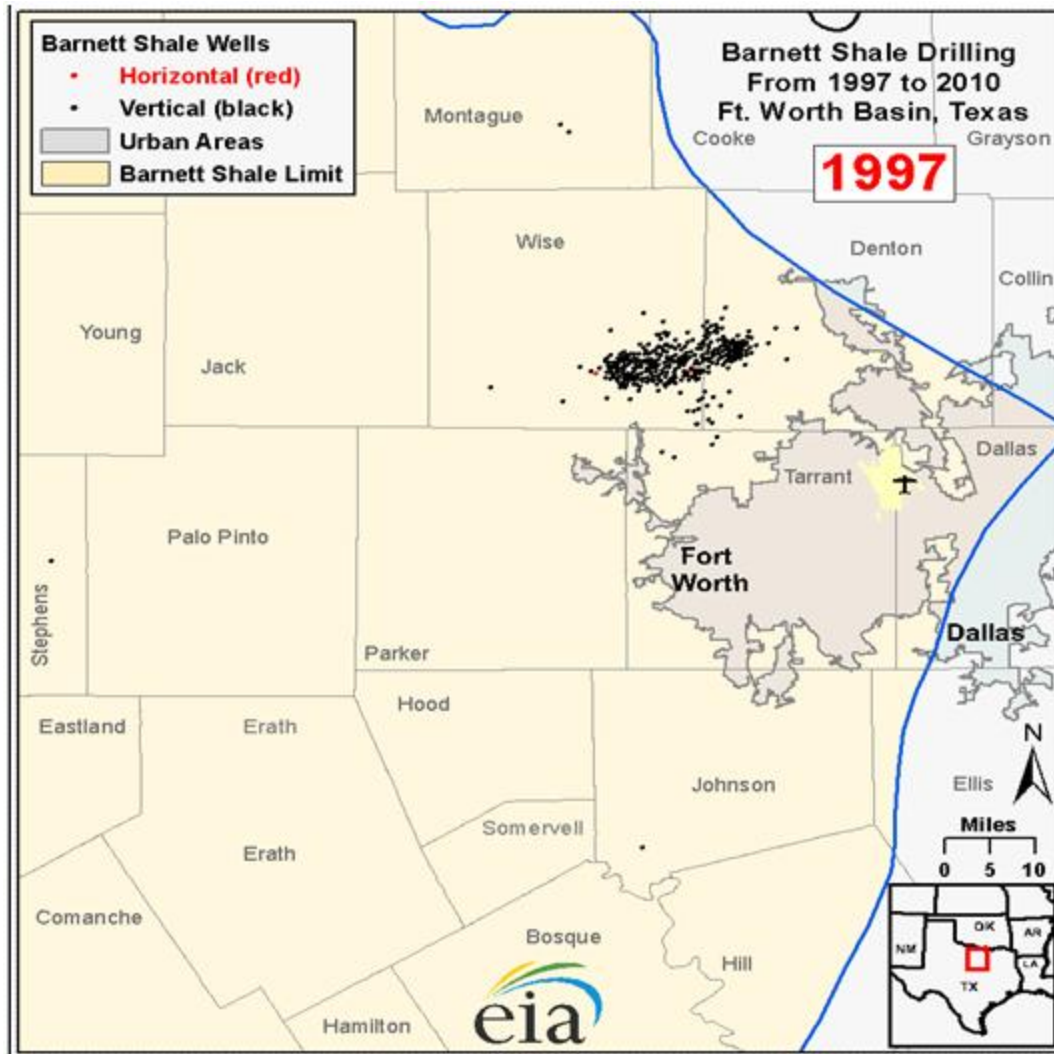 Barnett Shale Wells
Horizontal (red)
Vertical (black)
Urban Areas
Barnett Shale Limit
Barnett Shale Drilling
From 1997 to 2010
Ft. Worth Basin, Texas
1997
Montague
Cooke
Grayson
Wise
Denton
Collin
Young
Jack
Dallas
Tarrant
Palo Pinto
Fort
Worth
Stephens
Parker
Dallas
Hood
Eastland
Erath
N
Johnson
Ellis
Somervell
Miles
0 5 10
Erath
Comanche
Bosque
Hill
Hamilton
eia
OK
AR
NM
LA
TX